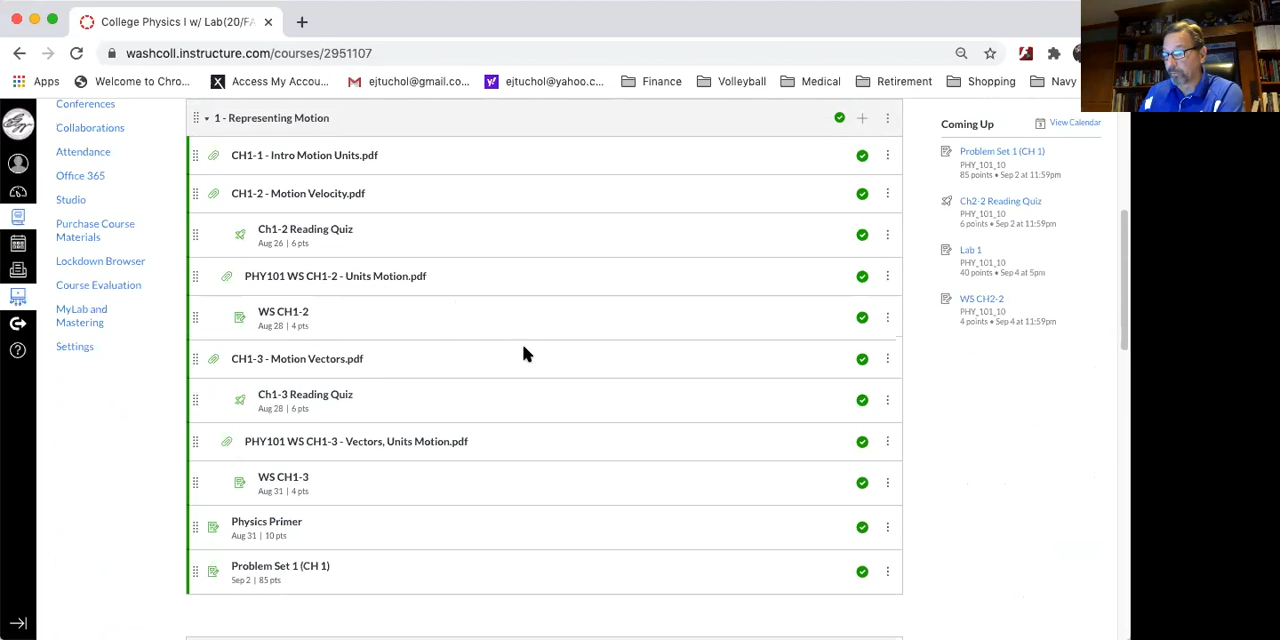 College Physics I w/ Lab(20/FA
washcoll.instructure.com/courses/2951107
Apps
Welcome to Chro...
Access My Accou...
ejtuchol@gmail.co...
ejtuchol@yahoo.c...
Finance
Volleyball
Medical
Retirement
Shopping
Navy
Conferences
Collaborations
Attendance
Office 365
Studio
Purchase Course
Materials
Lockdown Browser
Course Evaluation
MyLab and
Mastering
Settings
1 - Representing Motion
CH1-1 - Intro Motion Units.pdf
CH1-2 - Motion Velocity.pdf
Ch1-2 Reading Quiz
Aug 26 | 6 pts
PHY101 WS CH1-2 - Units Motion.pdf
WS CH1-2
Aug 28 | 4 pts
CH1-3 - Motion Vectors.pdf
Ch1-3 Reading Quiz
Aug 28 | 6 pts
PHY101 WS CH1-3 - Vectors, Units Motion.pdf
WS CH1-3
Aug 31 | 4 pts
Physics Primer
Aug 31 | 10 pts
Problem Set 1 (CH 1)
Sep 2 | 85 pts
Coming Up
View Calendar
Problem Set 1 (CH 1)
PHY_101_10
85 points • Sep 2 at 11:59pm
Ch2-2 Reading Quiz
PHY_101_10
6 points • Sep 2 at 11:59pm
Lab 1
PHY_101_10
40 points • Sep 4 at 5pm
WS CH2-2
PHY_101_10
4 points • Sep 4 at 11:59pm